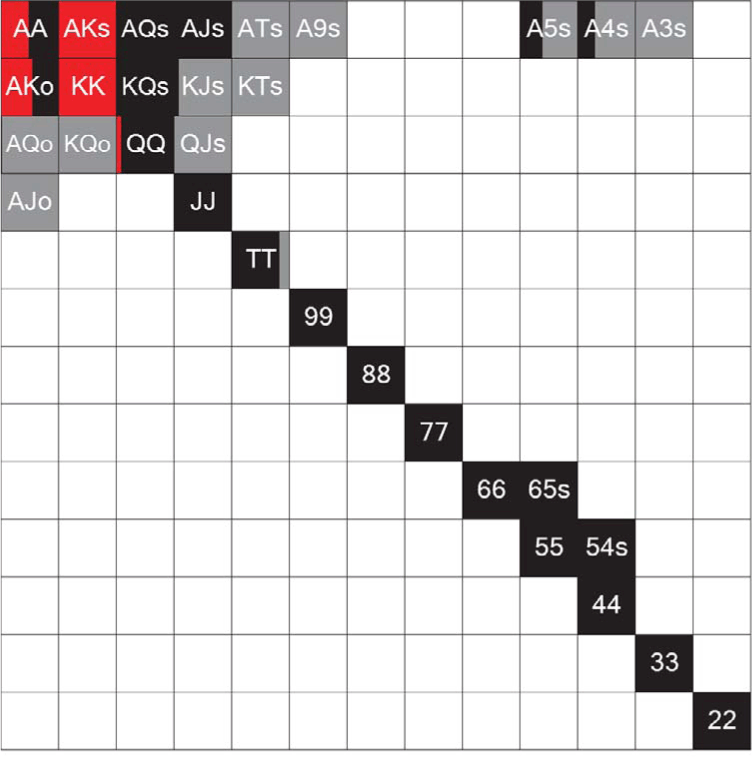 AA AKs AQs AJs ATs A9s A5s A4s A3s
AKo KK KQs KJs KTs
AQo KQo QQ QJs
AJo JJ
TT
99
88
77
66 65s
55 54s
44
33
22